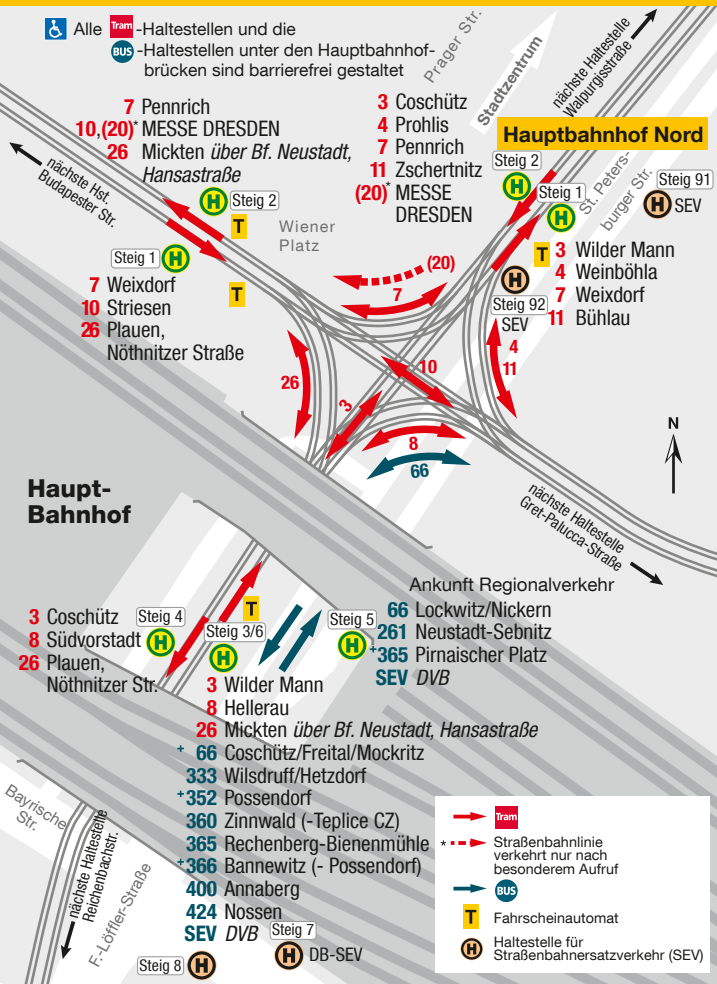 Alle Tram -Haltestellen und die
BUS -Haltestellen unter den Hauptbahnhof-
brücken sind barrierefrei gestaltet
Prager Str.
Stadtzentrum
nächste Haltestelle
Walpurgisstraße
7 Pennrich
10,(20)* MESSE DRESDEN
26 Mickten über Bf. Neustadt,
Hansastraße
3 Coschütz
4 Prohlis
7 Pennrich
11 Zschertnitz
(20)* MESSE
DRESDEN
Hauptbahnhof Nord
Steig 2
H
Steig 1
H
St. Peters-
burger Str.
Steig 91
H SEV
nächste Hst.
Budapester Str.
H Steig 2
T
Wiener
Platz
Steig 1 H
T
7 Weixdorf
10 Striesen
26 Plauen,
Nöthnitzer Straße
T
H
Steig 92
SEV
3 Wilder Mann
4 Weinböhla
7 Weixdorf
11 Bühlau
(20)
7
26
10
3
4
11
8
66
N
nächste Haltestelle
Gret-Palucca-Straße
Haupt-
Bahnhof
Ankunft Regionalverkehr
66 Lockwitz/Nickern
261 Neustadt-Sebnitz
+365 Pirnaischer Platz
SEV DVB
Steig 5
H
3 Coschütz
8 Südvorstadt
26 Plauen,
Nöthnitzer Str.
Steig 4
H
T
Steig 3/6
H
3 Wilder Mann
8 Hellerau
26 Mickten über Bf. Neustadt, Hansastraße
+ 66 Coschütz/Freital/Mockritz
333 Wilsdruff/Hetzdorf
+352 Possendorf
360 Zinnwald (-Teplice CZ)
365 Rechenberg-Bienenmühle
+366 Bannewitz (- Possendorf)
400 Annaberg
424 Nossen
SEV DVB
Steig 7
H DB-SEV
Steig 8 H
Bayrische
Str.
nächste Haltestelle
Reichenbachstr.
F.-Löffler-Straße
Tram
* Straßenbahnlinie
verkehrt nur nach
besonderem Aufruf
BUS
T Fahrscheinautomat
H Haltestelle für
Straßenbahnersatzverkehr (SEV)